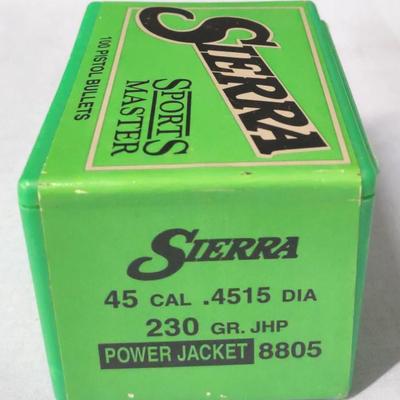 SIERRA
SPORTS
MASTER
100 PISTOL BULLETS
SIERRA
45 CAL .4515 DIA
230 GR. JHP
POWER JACKET 8805